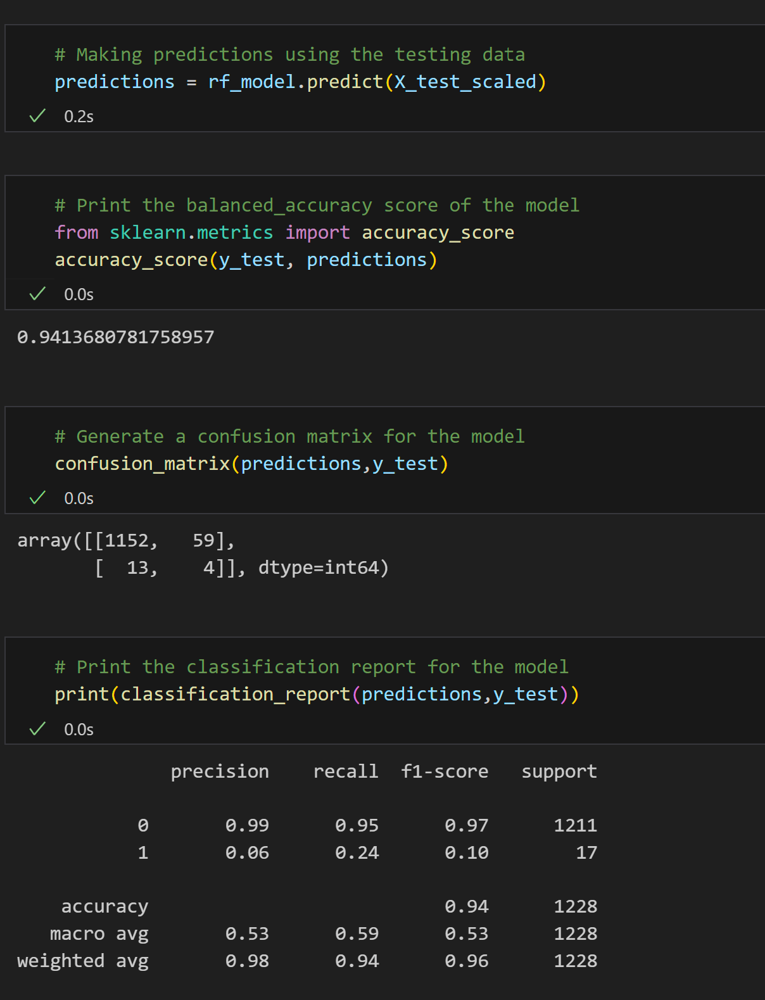 # Making predictions using the testing data
predictions = rf_model.predict(X_test_scaled)
0.2s
# Print the balanced_accuracy score of the model
from sklearn.metrics import accuracy_score
accuracy_score(y_test, predictions)
0.0s
0.9413680781758957
# Generate a confusion matrix for the model
confusion_matrix(predictions,y_test)
0.0s
array([[1152,   59],
       [  13,    4]], dtype=int64)
# Print the classification report for the model
print(classification_report(predictions,y_test))
0.0s
              precision    recall  f1-score   support
           0       0.99      0.95      0.97      1211
           1       0.06      0.24      0.10        17
    accuracy                           0.94      1228
   macro avg       0.53      0.59      0.53      1228
weighted avg       0.98      0.94      0.96      1228